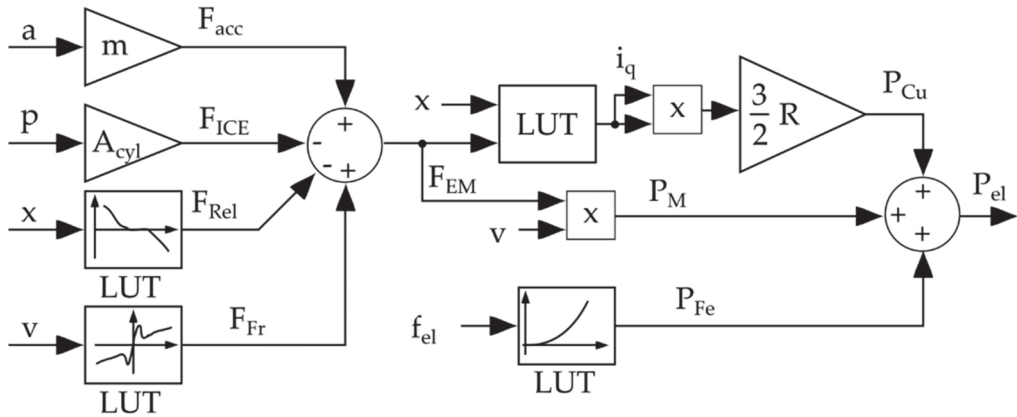 a
m
F_acc
p
A_cyl
F_ICE
x
F_Rel
LUT
v
F_Fr
LUT
+
-
-
+
F_EM
x
LUT
i_q
x
3/2 R
P_Cu
v
x
P_M
f_el
LUT
P_Fe
+
+
+
P_el